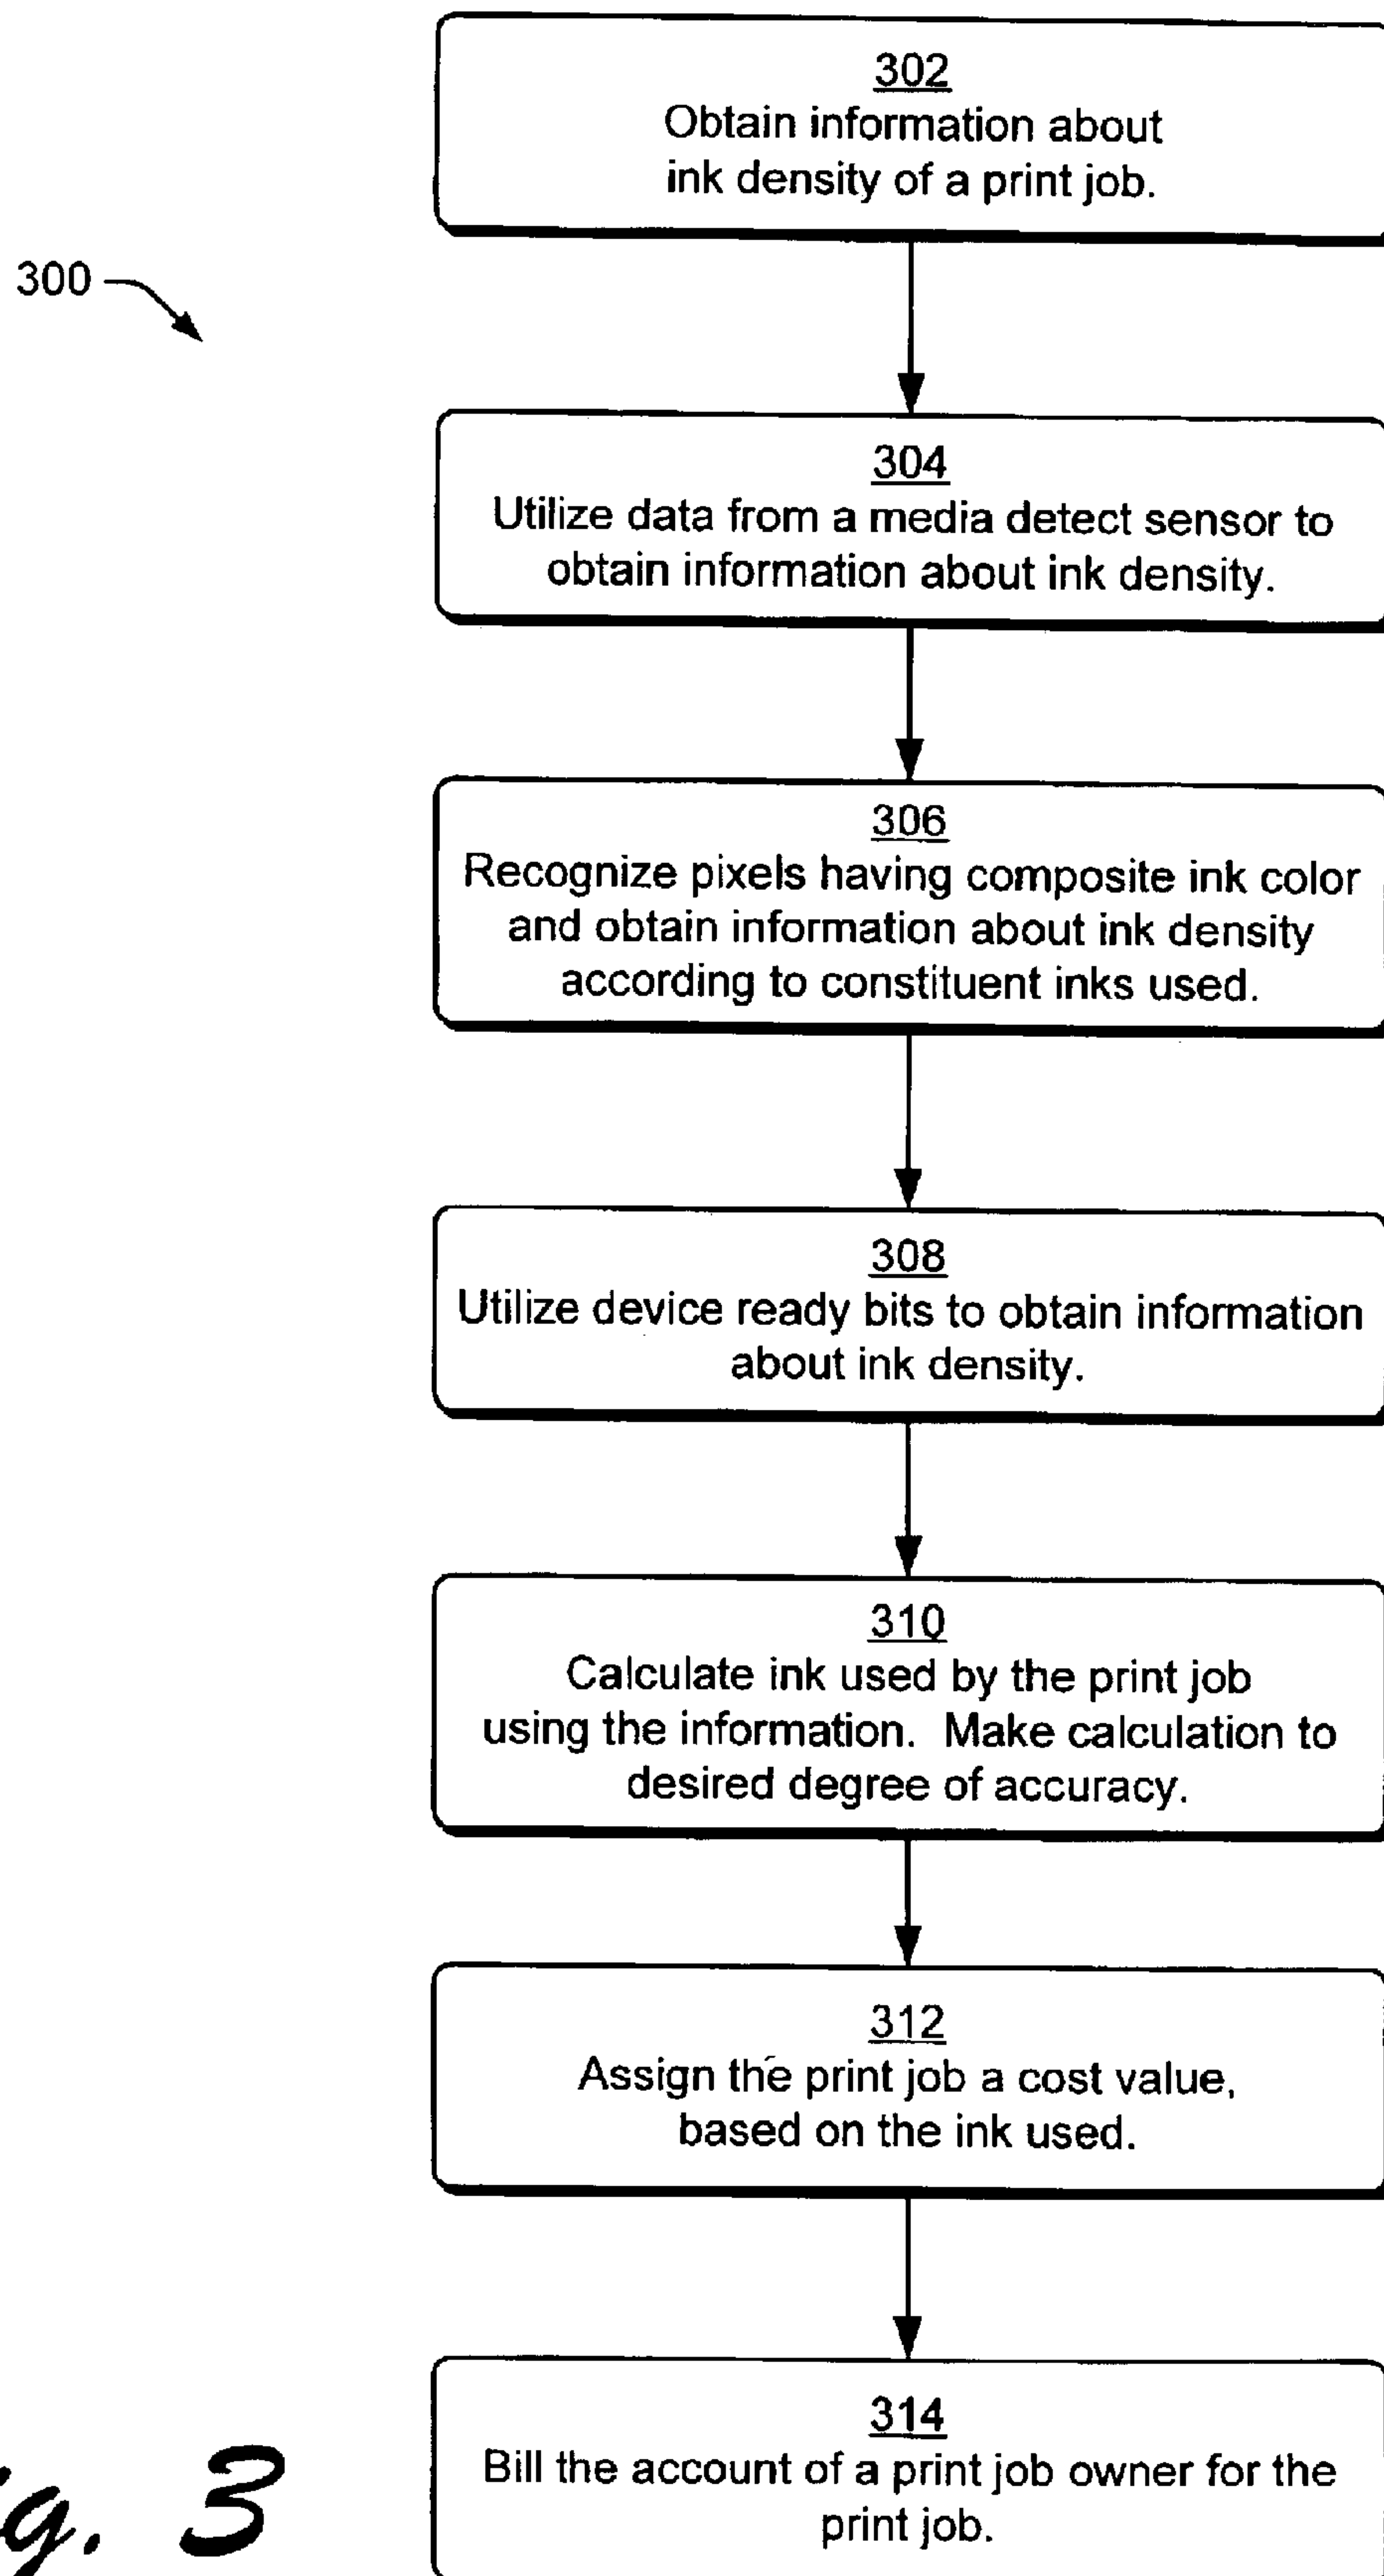 302
Obtain information about
ink density of a print job.
300
304
Utilize data from a media detect sensor to
obtain information about ink density.
306
Recognize pixels having composite ink color
and obtain information about ink density
according to constituent inks used.
308
Utilize device ready bits to obtain information
about ink density.
310
Calculate ink used by the print job
using the information.  Make calculation to
desired degree of accuracy.
312
Assign the print job a cost value,
based on the ink used.
314
Bill the account of a print job owner for the
print job.
ig. 3